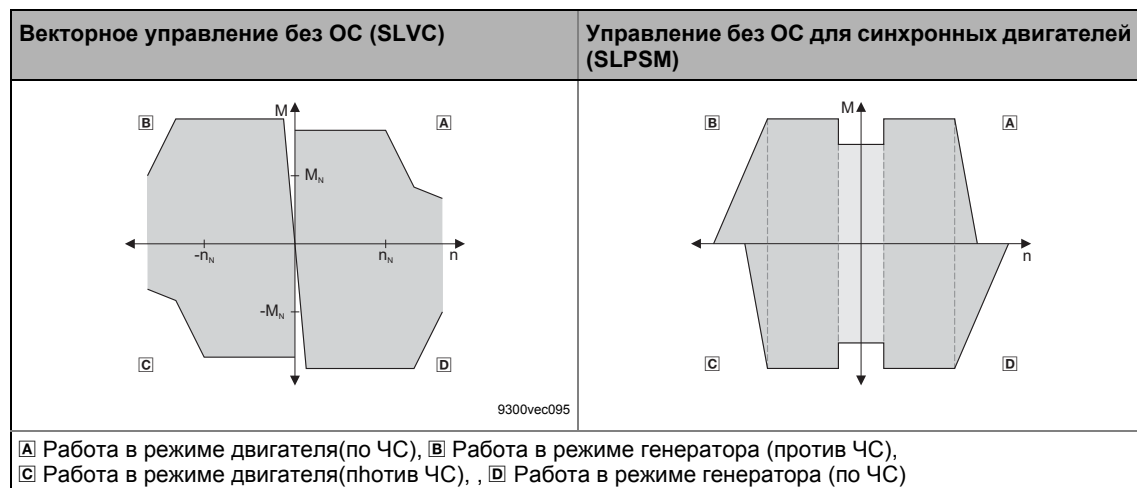 Векторное управление без ОС (SLVC)
Управление без ОС для синхронных двигателей
(SLPSM)
M
B
A
M_N
-n_N
n_N
n
-M_N
C
D
9300vec095
M
B
A
n
C
D
A Работа в режиме двигателя(по ЧС), B Работа в режиме генератора (против ЧС),
C Работа в режиме двигателя(пhотив ЧС), , D Работа в режиме генератора (по ЧС)